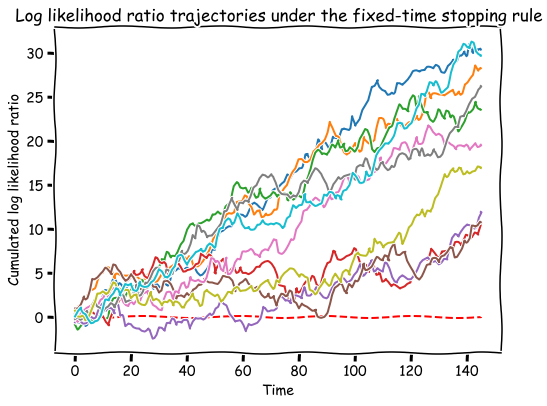 Log likelihood ratio trajectories under the fixed-time stopping rule
Cumulated log likelihood ratio
30
25
20
15
10
5
0
0 20 40 60 80 100 120 140
Time